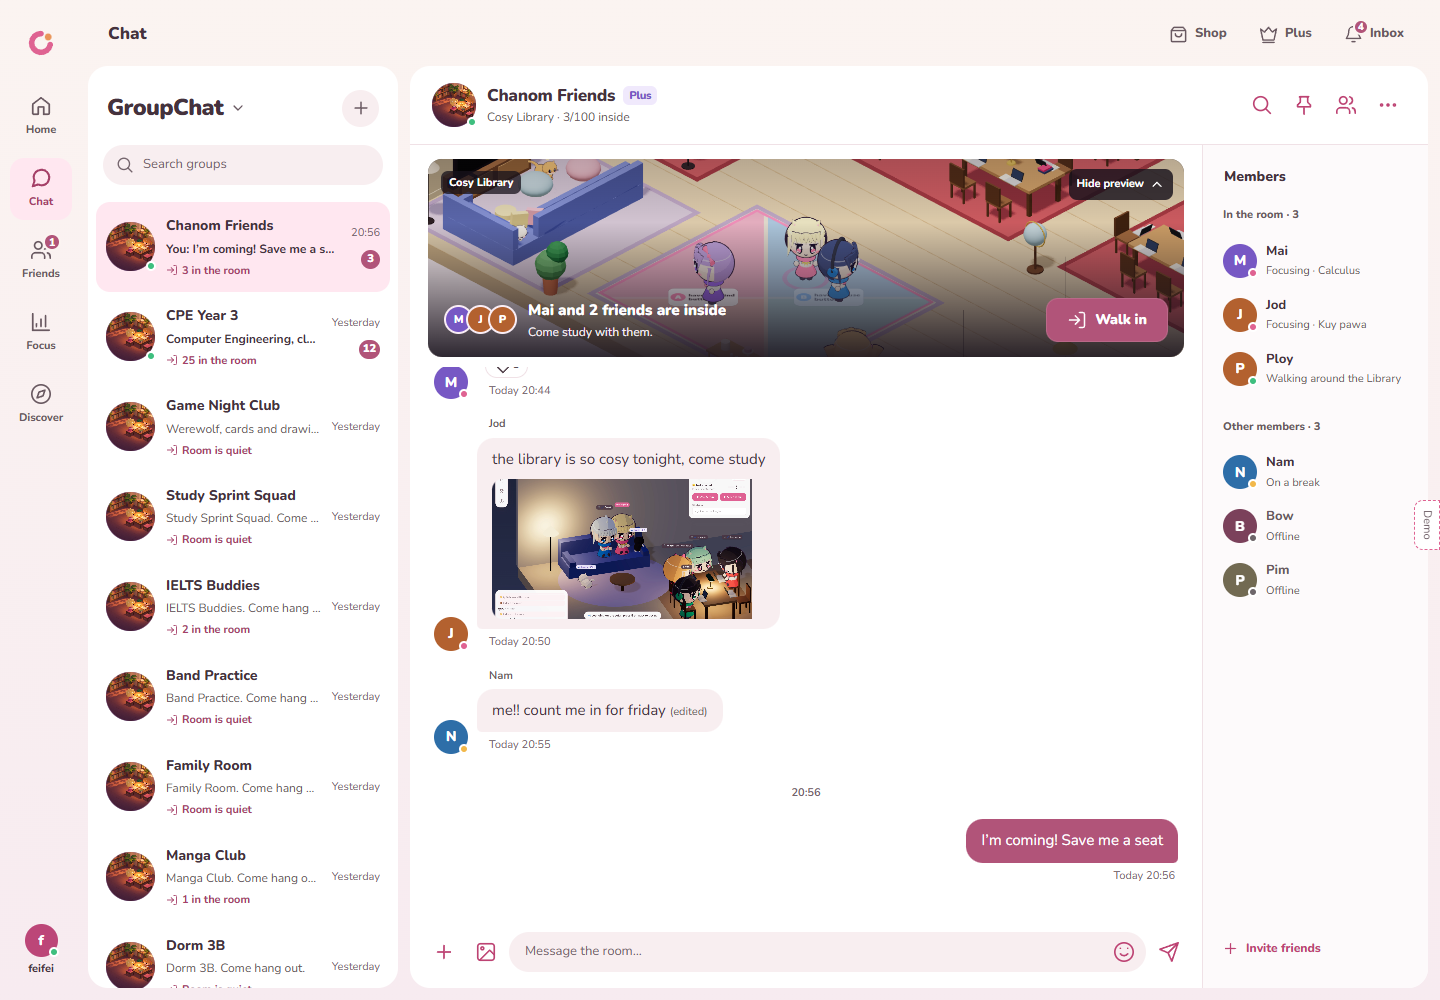 Chat
Shop
Plus
4
Inbox
Home
Chat
1
Friends
Focus
Discover
f
feifei
GroupChat
Search groups
Chanom Friends
20:56
You: I'm coming! Save me a s...
3
3 in the room
CPE Year 3
Yesterday
Computer Engineering, cl...
12
25 in the room
Game Night Club
Werewolf, cards and drawi...
Yesterday
Room is quiet
Study Sprint Squad
Study Sprint Squad. Come ...
Yesterday
Room is quiet
IELTS Buddies
IELTS Buddies. Come hang ...
Yesterday
2 in the room
Band Practice
Band Practice. Come hang ...
Yesterday
Room is quiet
Family Room
Family Room. Come hang ...
Yesterday
Room is quiet
Manga Club
Manga Club. Come hang o...
Yesterday
1 in the room
Dorm 3B
Dorm 3B. Come hang out.
Yesterday
Room is quiet
Chanom Friends
Plus
Cosy Library · 3/100 inside
Cosy Library
Hide preview
M J P
Mai and 2 friends are inside
Come study with them.
Walk in
M
Today 20:44
Jod
the library is so cosy tonight, come study
J
Today 20:50
Nam
me!! count me in for friday (edited)
N
Today 20:55
20:56
I'm coming! Save me a seat
Today 20:56
Message the room...
Members
In the room · 3
M
Mai
Focusing · Calculus
J
Jod
Focusing · Kuy pawa
P
Ploy
Walking around the Library
Other members · 3
N
Nam
On a break
B
Bow
Offline
P
Pim
Offline
Invite friends
Demo